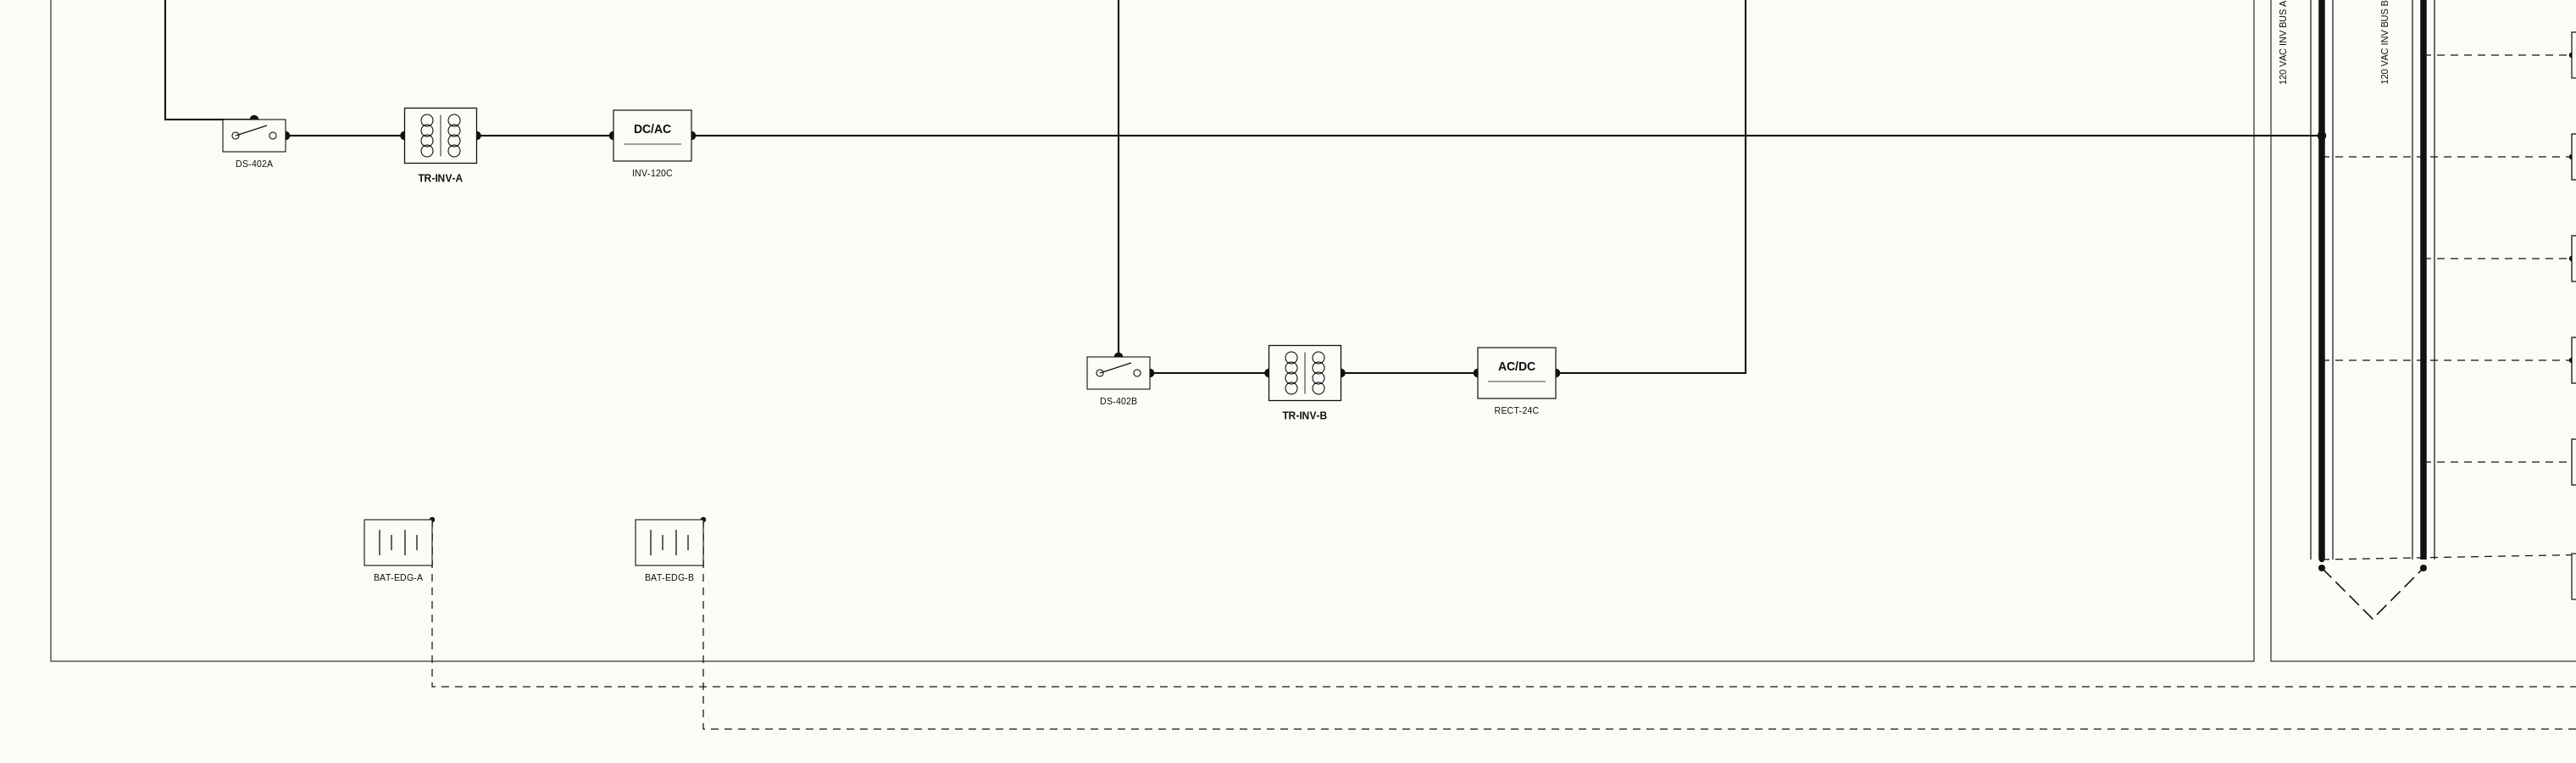 120 VAC INV BUS A
120 VAC INV BUS B
DC/AC
DS-402A
INV-120C
TR-INV-A
AC/DC
DS-402B
RECT-24C
TR-INV-B
BAT-EDG-A
BAT-EDG-B